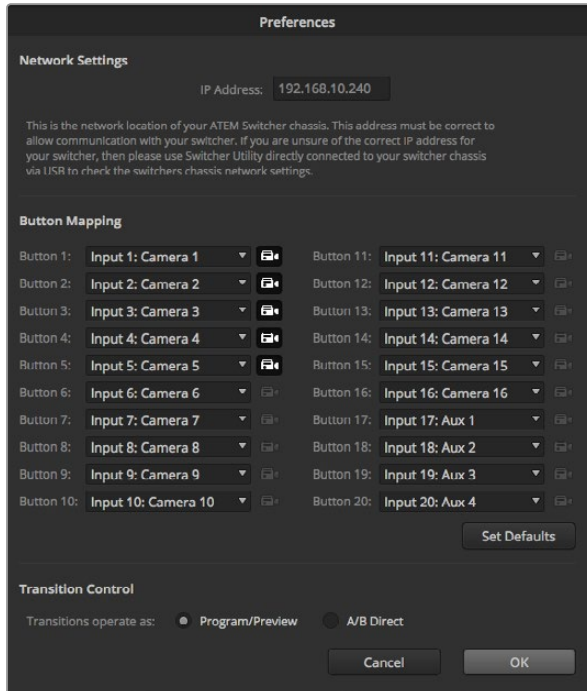 Preferences
Network Settings
IP Address: 192.168.10.240
This is the network location of your ATEM Switcher chassis. This address must be correct to
allow communication with your switcher. If you are unsure of the correct IP address for
your switcher, then please use Switcher Utility directly connected to your switcher chassis
via USB to check the switchers chassis network settings.
Button Mapping
Button 1: Input 1: Camera 1 Button 11: Input 11: Camera 11
Button 2: Input 2: Camera 2 Button 12: Input 12: Camera 12
Button 3: Input 3: Camera 3 Button 13: Input 13: Camera 13
Button 4: Input 4: Camera 4 Button 14: Input 14: Camera 14
Button 5: Input 5: Camera 5 Button 15: Input 15: Camera 15
Button 6: Input 6: Camera 6 Button 16: Input 16: Camera 16
Button 7: Input 7: Camera 7 Button 17: Input 17: Aux 1
Button 8: Input 8: Camera 8 Button 18: Input 18: Aux 2
Button 9: Input 9: Camera 9 Button 19: Input 19: Aux 3
Button 10: Input 10: Camera 10 Button 20: Input 20: Aux 4
Set Defaults
Transition Control
Transitions operate as: Program/Preview A/B Direct
Cancel OK